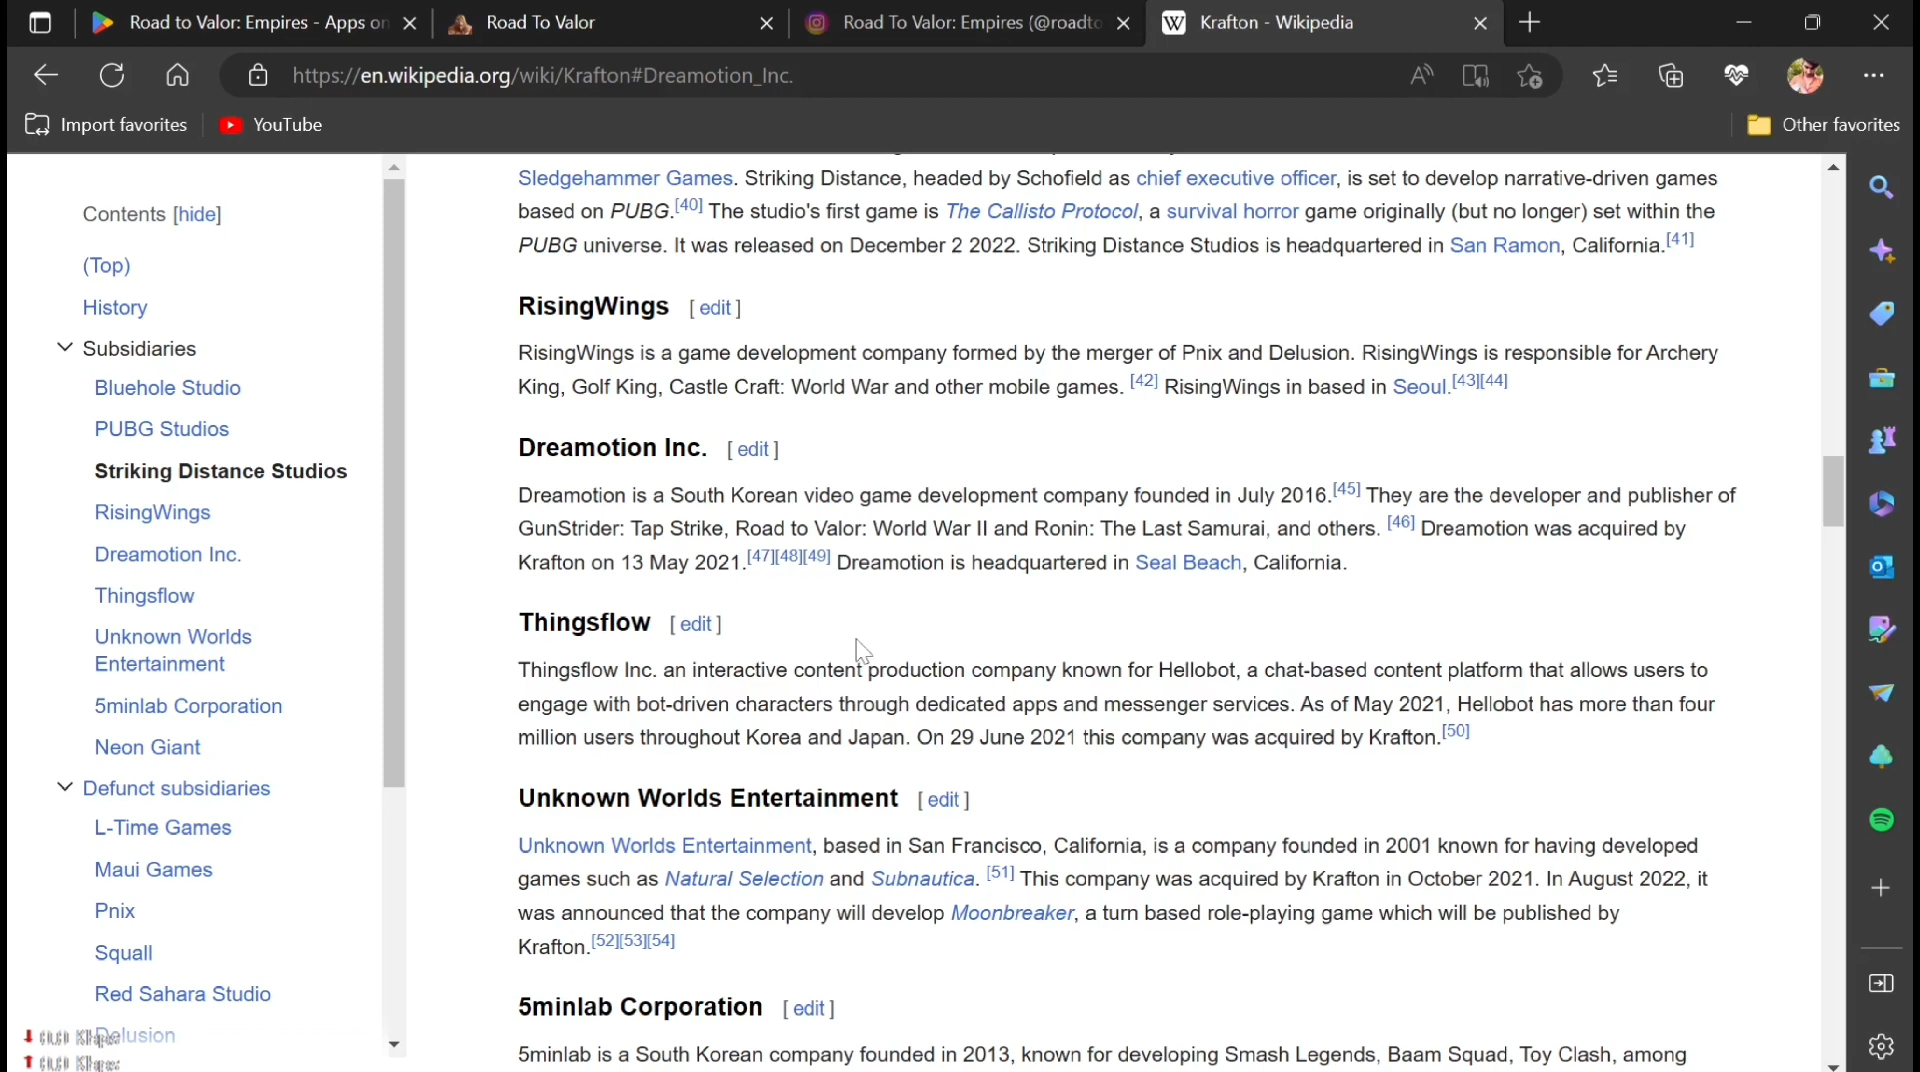 Road to Valor: Empires - Apps on
Road To Valor
Road To Valor: Empires (@roadto
Krafton - Wikipedia
https://en.wikipedia.org/wiki/Krafton#Dreamotion_Inc.
Import favorites
YouTube
Other favorites
Contents [hide]
(Top)
History
Subsidiaries
Bluehole Studio
PUBG Studios
Striking Distance Studios
RisingWings
Dreamotion Inc.
Thingsflow
Unknown Worlds
Entertainment
5minlab Corporation
Neon Giant
Defunct subsidiaries
L-Time Games
Maui Games
Pnix
Squall
Red Sahara Studio
Delusion
Sledgehammer Games. Striking Distance, headed by Schofield as chief executive officer, is set to develop narrative-driven games
based on PUBG.[40] The studio's first game is The Callisto Protocol, a survival horror game originally (but no longer) set within the
PUBG universe. It was released on December 2 2022. Striking Distance Studios is headquartered in San Ramon, California.[41]
RisingWings [ edit ]
RisingWings is a game development company formed by the merger of Pnix and Delusion. RisingWings is responsible for Archery
King, Golf King, Castle Craft: World War and other mobile games. [42] RisingWings in based in Seoul.[43][44]
Dreamotion Inc. [ edit ]
Dreamotion is a South Korean video game development company founded in July 2016.[45] They are the developer and publisher of
GunStrider: Tap Strike, Road to Valor: World War II and Ronin: The Last Samurai, and others. [46] Dreamotion was acquired by
Krafton on 13 May 2021.[47][48][49] Dreamotion is headquartered in Seal Beach, California.
Thingsflow [ edit ]
Thingsflow Inc. an interactive content production company known for Hellobot, a chat-based content platform that allows users to
engage with bot-driven characters through dedicated apps and messenger services. As of May 2021, Hellobot has more than four
million users throughout Korea and Japan. On 29 June 2021 this company was acquired by Krafton.[50]
Unknown Worlds Entertainment [ edit ]
Unknown Worlds Entertainment, based in San Francisco, California, is a company founded in 2001 known for having developed
games such as Natural Selection and Subnautica. [51] This company was acquired by Krafton in October 2021. In August 2022, it
was announced that the company will develop Moonbreaker, a turn based role-playing game which will be published by
Krafton.[52][53][54]
5minlab Corporation [ edit ]
5minlab is a South Korean company founded in 2013, known for developing Smash Legends, Baam Squad, Toy Clash, among